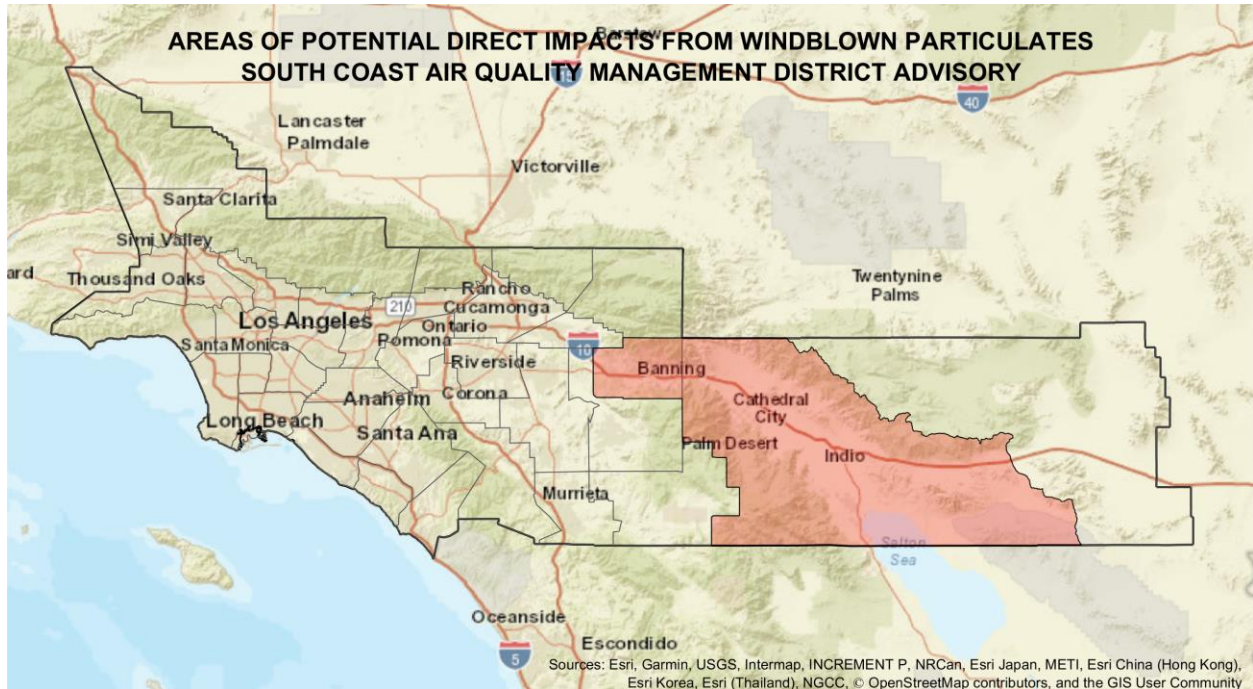 AREAS OF POTENTIAL DIRECT IMPACTS FROM WINDBLOWN PARTICULATES
Barstow
SOUTH COAST AIR QUALITY MANAGEMENT DISTRICT ADVISORY
15
40
Lancaster
Palmdale
Victorville
Santa Clarita
Simi Valley
ard
Thousand Oaks
Twentynine
Palms
Rancho
Cucamonga
210
Los Angeles
Ontario
Santa Monica
Pomona
10
Riverside
Banning
Anaheim
Corona
Cathedral
City
Long Beach
Santa Ana
Palm Desert
Indio
Murrieta
Salton
Sea
Oceanside
Escondido
5
Sources: Esri, Garmin, USGS, Intermap, INCREMENT P, NRCan, Esri Japan, METI, Esri China (Hong Kong),
Esri Korea, Esri (Thailand), NGCC, © OpenStreetMap contributors, and the GIS User Community